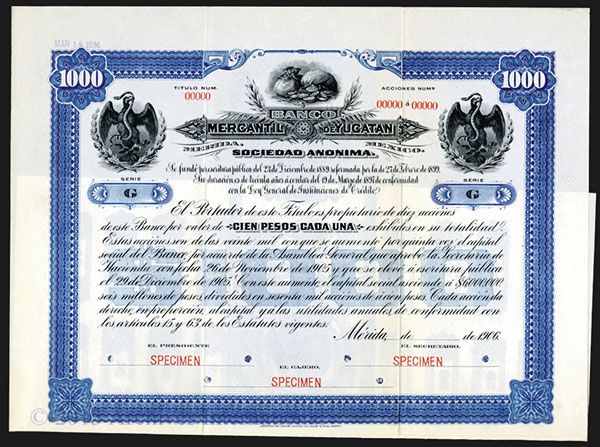 MAR 19 1906
1000
1000
TITULO NUM.
00000
ACCIONES NUMS
00000 á 00000
BANCO
MERCANTIL DE YUCATAN
MERIDA, MEXICO.
SOCIEDAD ANONIMA.
Se fundó por escritura pública del 23 de Diciembre de 1889 reformada por la de 27 de Febrero de 1899.
Su duración es de treinta años á contar del 19 de Marzo de 1897 de conformidad
con la Ley General de Instituciones de Crédito.
SERIE
G
SERIE
G
El Portador de este Título es propietario de diez acciones
de este Banco por valor de CIEN PESOS CADA UNA exhibidos en su totalidad.
Estas acciones son de las veinte mil con que se aumentó por quinta vez el capital
social del Banco, por acuerdo de la Asamblea General que aprobó la Secretaría de
Hacienda con fecha 26 de Noviembre de 1905 y que se elevó á escritura pública
el 29 de Diciembre de 1905. Con este aumento, el capital social asciende á $6.000.000.
seis millones de pesos, divididos en sesenta mil acciones de á cien pesos. Cada acción da
derecho, en proporción, al capital y a las utilidades anuales, de conformidad con
los artículos 15 y 63 de los Estatutos vigentes.
Mérida, de de 1906.
EL PRESIDENTE
EL SECRETARIO.
SPECIMEN
SPECIMEN
EL CAJERO.
SPECIMEN